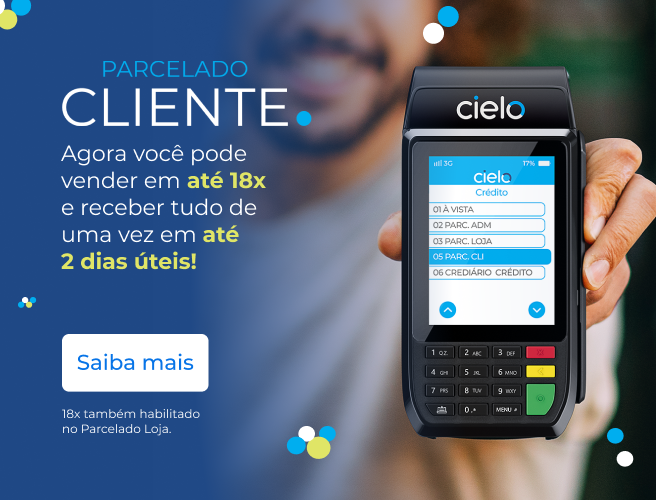 PARCELADO
CLIENTE
Agora você pode
vender em até 18x
e receber tudo de
uma vez em até
2 dias úteis!
Saiba mais
18x também habilitado
no Parcelado Loja.
cielo
3G 17%
cielo
Crédito
01 À VISTA
02 PARC. ADM
03 PARC. LOJA
05 PARC. CLI
06 CREDIÁRIO CRÉDITO
1 QZ. 2 ABC 3 DEF
4 GHI 5 JKL 6 MNO
7 PRS 8 TUV 9 WXY
0 ,* MENU #